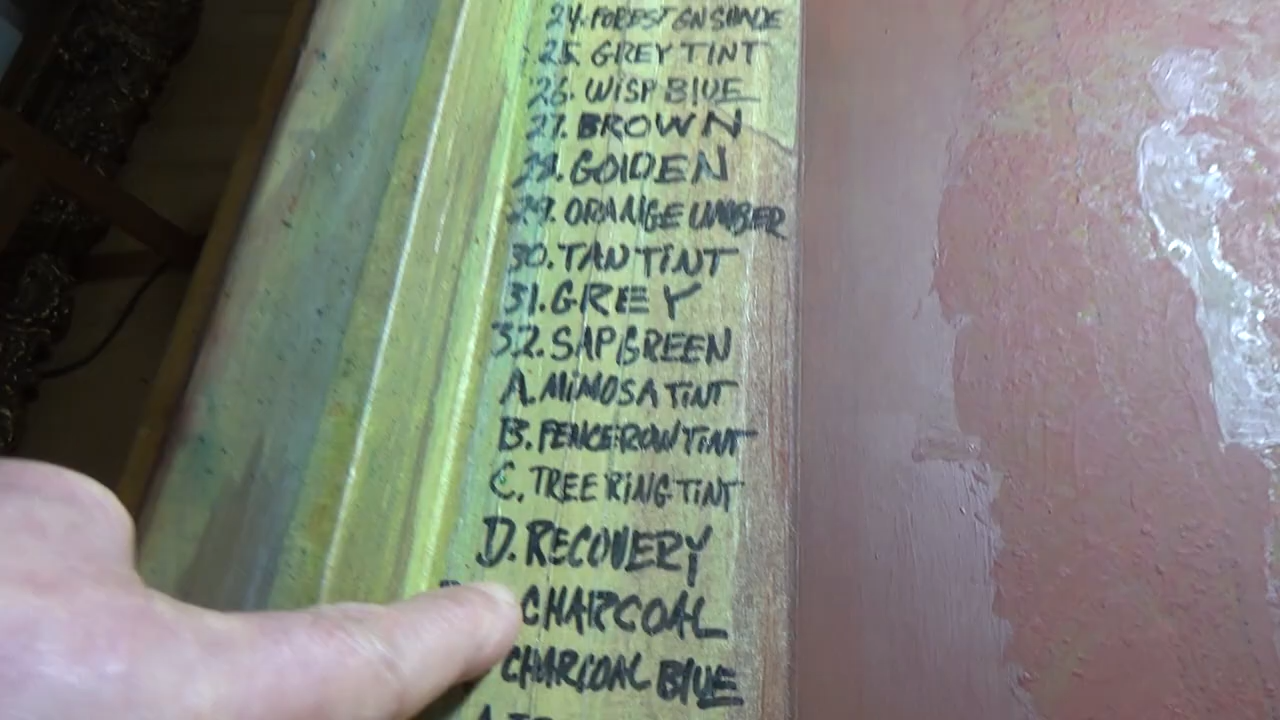 24. FOREST GN SHADE
25. GREY TINT
26. WISP BLUE
27. BROWN
28. GOLDEN
29. ORANGE UMBER
30. TAN TINT
31. GREY
32. SAP GREEN
A. MIMOSA TINT
B. FENCEROW TINT
C. TREE RING TINT
D. RECOVERY
CHARCOAL
CHARCOAL BLUE